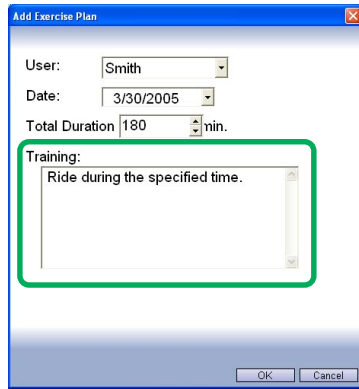 Add Exercise Plan
User: Smith
Date: 3/30/2005
Total Duration 180 min.
Training:
Ride during the specified time.
OK Cancel